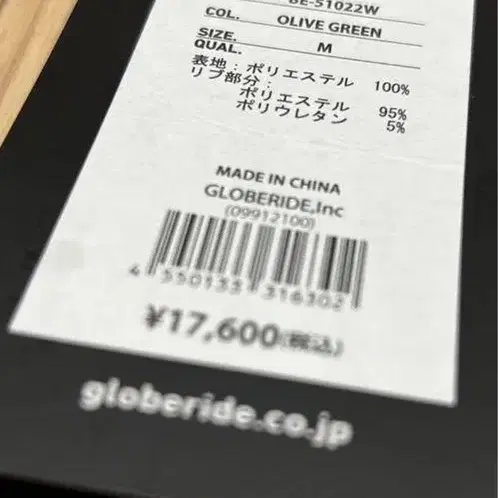 BE-51022W
COL. OLIVE GREEN
SIZE. M
QUAL.
表地：ポリエステル 100%
リブ部分：
ポリエステル 95%
ポリウレタン 5%
MADE IN CHINA
GLOBERIDE,Inc
(09912100)
4 550133 316302
¥17,600(税込)
globeride.co.jp